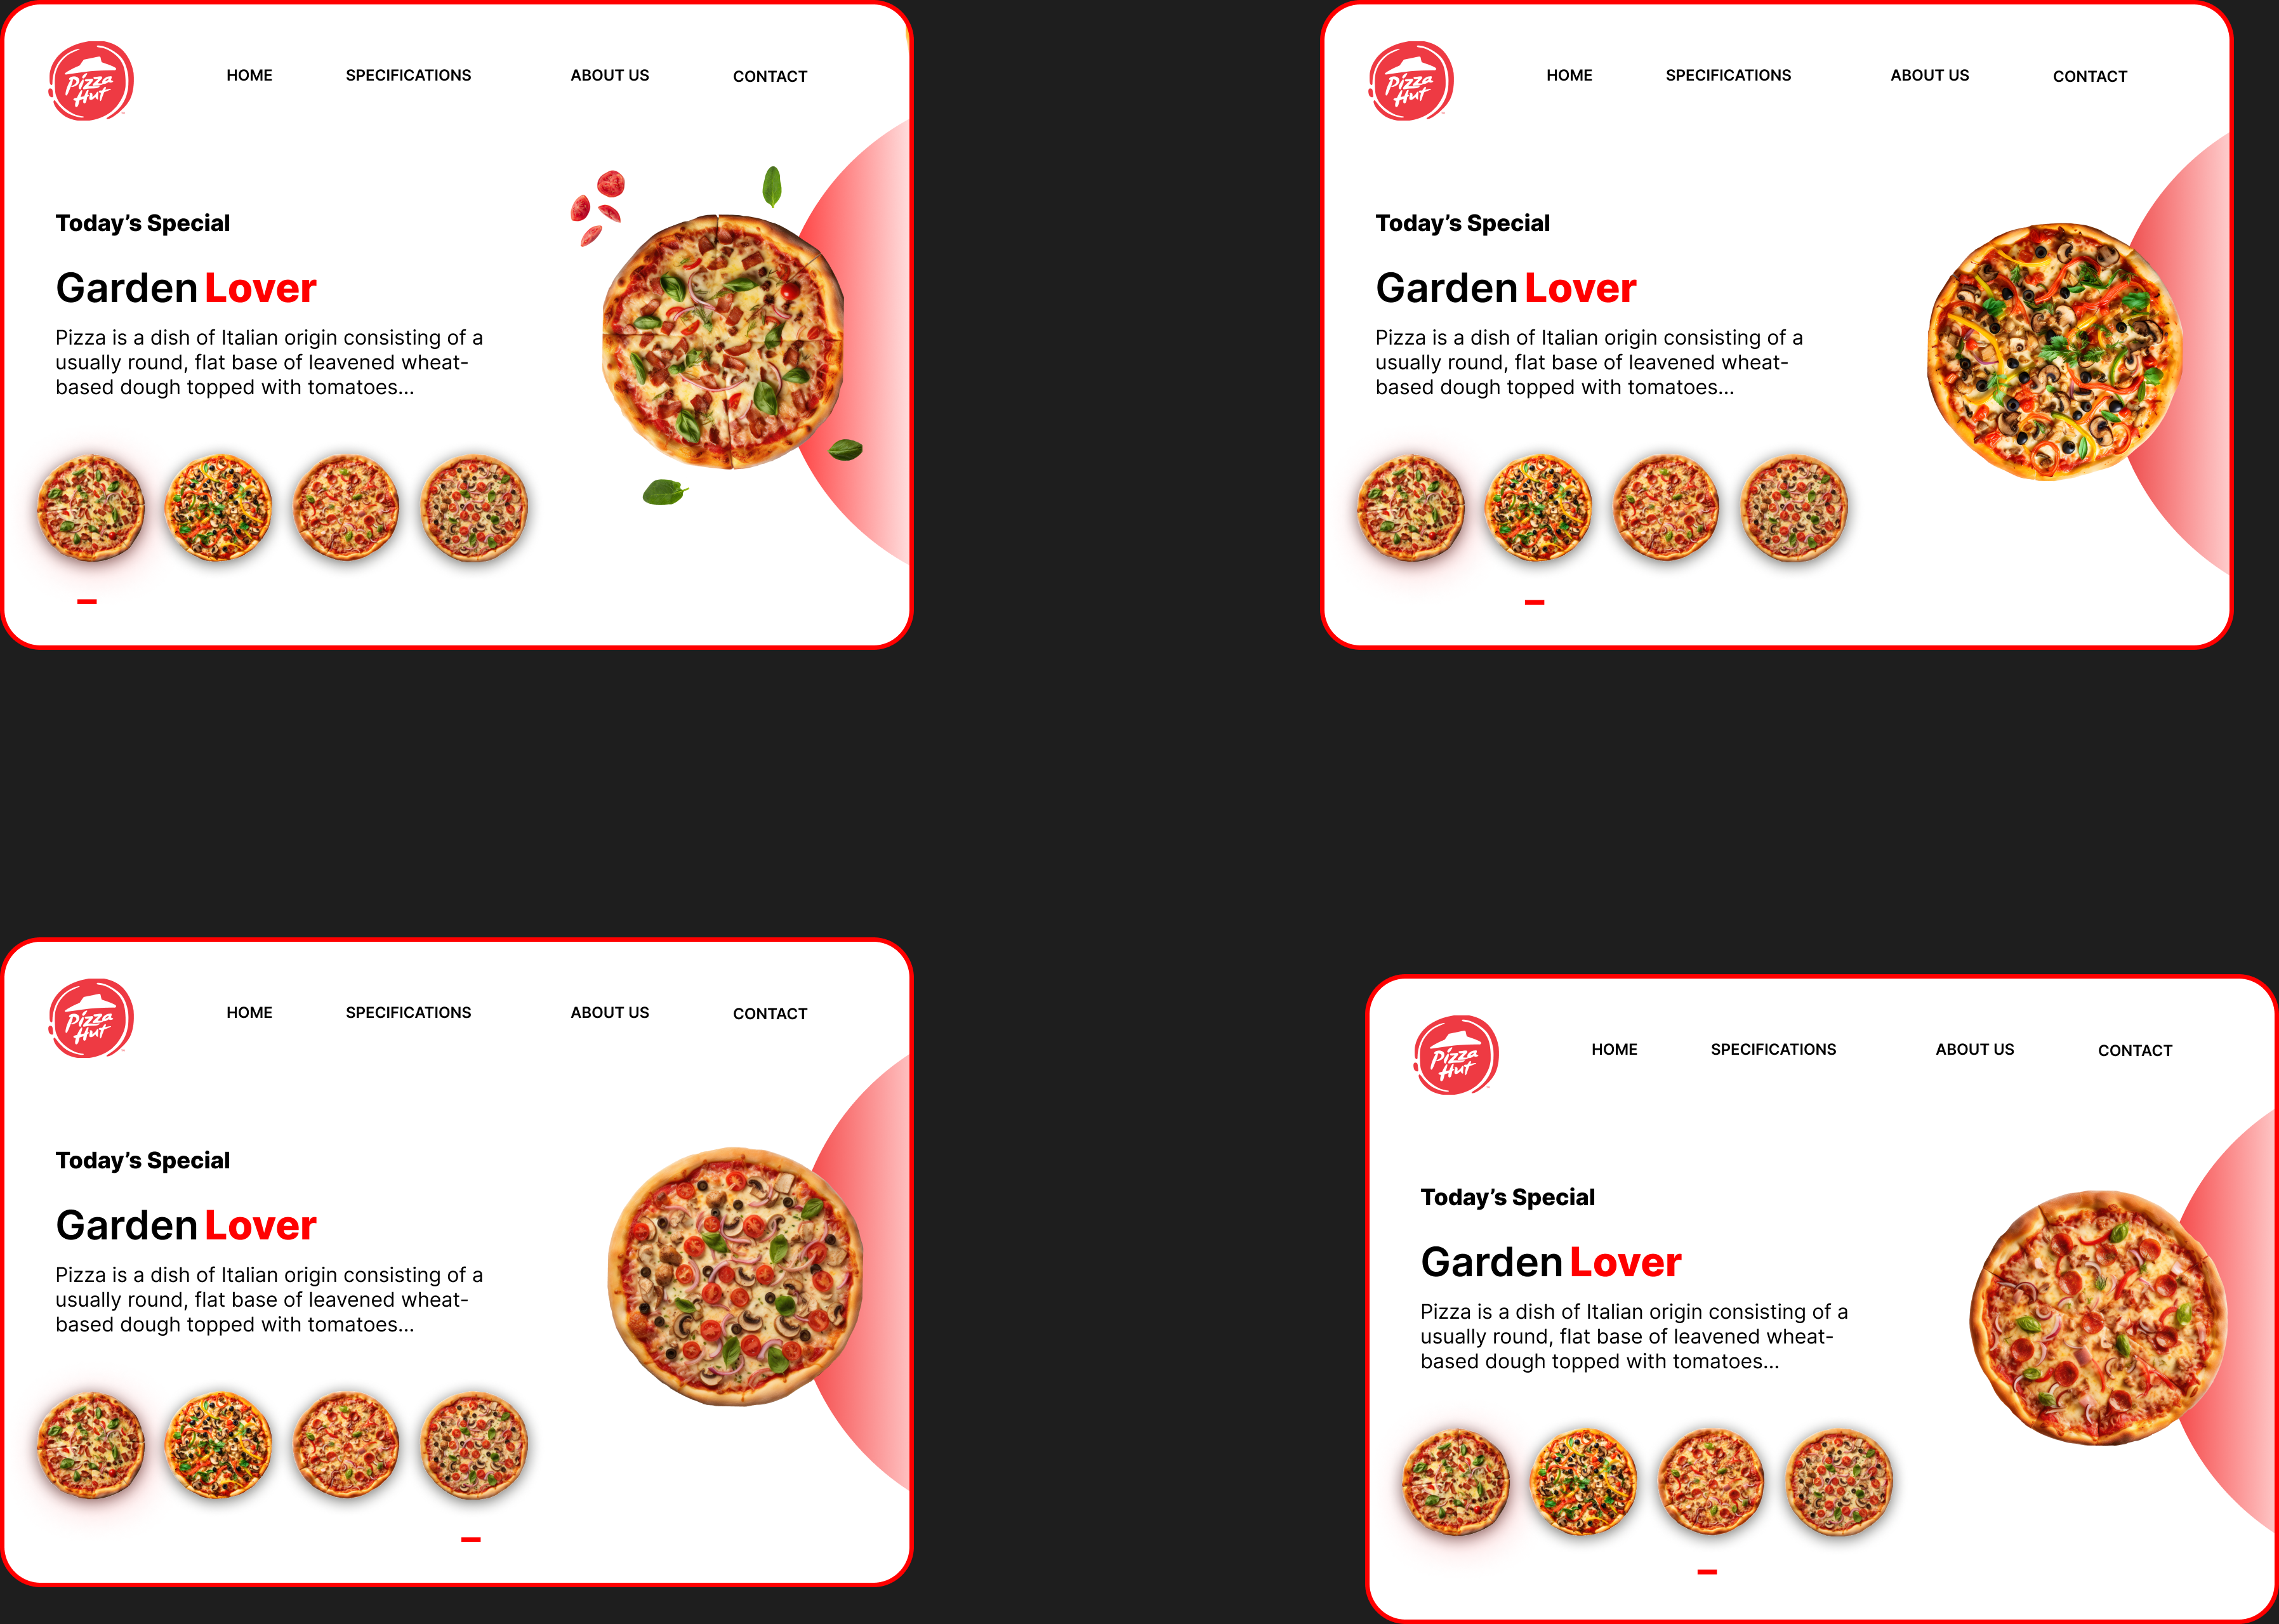 Pizza
Hut
HOME
SPECIFICATIONS
ABOUT US
CONTACT
Today’s Special
Garden Lover
Pizza is a dish of Italian origin consisting of a
usually round, flat base of leavened wheat-
based dough topped with tomatoes...
Pizza
Hut
HOME
SPECIFICATIONS
ABOUT US
CONTACT
Today’s Special
Garden Lover
Pizza is a dish of Italian origin consisting of a
usually round, flat base of leavened wheat-
based dough topped with tomatoes...
Pizza
Hut
HOME
SPECIFICATIONS
ABOUT US
CONTACT
Today’s Special
Garden Lover
Pizza is a dish of Italian origin consisting of a
usually round, flat base of leavened wheat-
based dough topped with tomatoes...
Pizza
Hut
HOME
SPECIFICATIONS
ABOUT US
CONTACT
Today’s Special
Garden Lover
Pizza is a dish of Italian origin consisting of a
usually round, flat base of leavened wheat-
based dough topped with tomatoes...